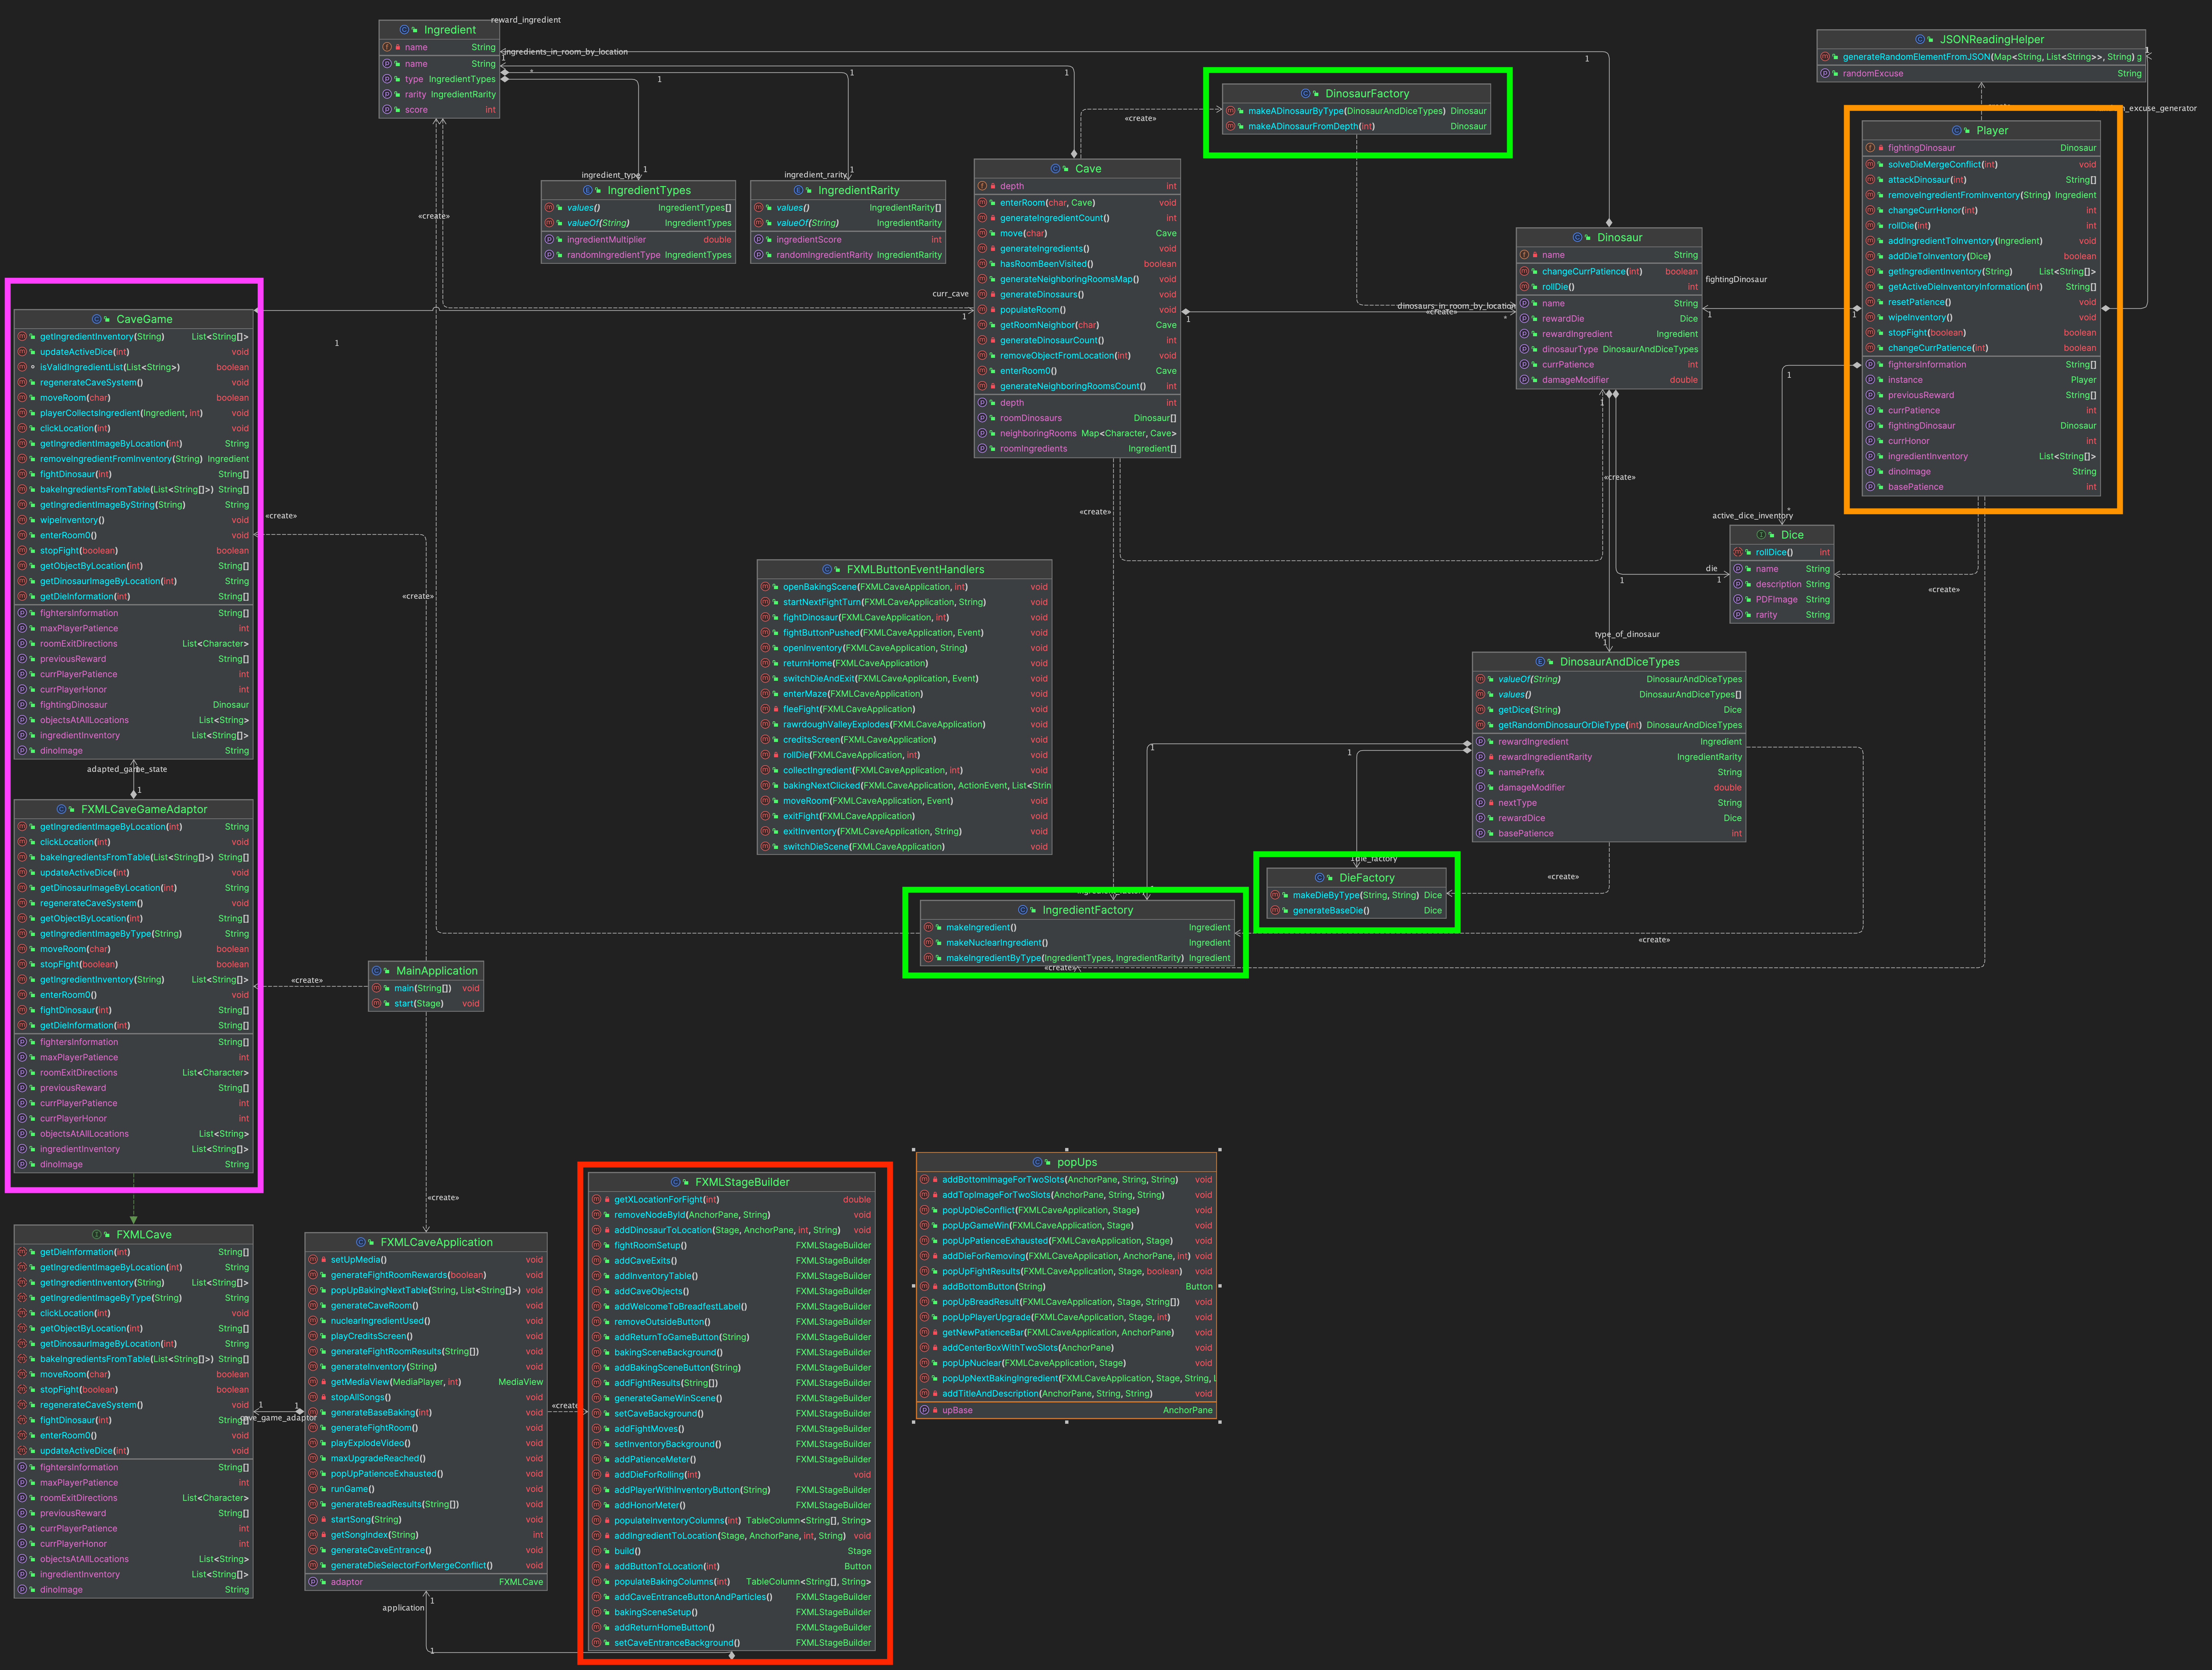 reward_ingredient
Ingredient
name String
name String
type IngredientTypes
rarity IngredientRarity
score int
ingredients_in_room_by_location
1
*
1
1
1
1
JSONReadingHelper
generateRandomElementFromJSON(Map<String, List<String>>, String)
randomExcuse String
1
DinosaurFactory
makeADinosaurByType(DinosaurAndDiceTypes) Dinosaur
makeADinosaurFromDepth(int) Dinosaur
«create»
Player
fightingDinosaur Dinosaur
solveDieMergeConflict(int) void
attackDinosaur(int) String[]
removeIngredientFromInventory(String) Ingredient
changeCurrHonor(int) int
rollDie(int) int
addIngredientToInventory(Ingredient) void
addDieToInventory(Dice) boolean
getIngredientInventory(String) List<String[]>
getActiveDieInventoryInformation(int) String[]
resetPatience() void
wipeInventory() void
stopFight(boolean) boolean
changeCurrPatience(int) boolean
fightersInformation String[]
instance Player
previousReward String[]
currPatience int
fightingDinosaur Dinosaur
currHonor int
ingredientInventory List<String[]>
dinoImage String
basePatience int
ingredient_rarity
IngredientTypes
values() IngredientTypes[]
valueOf(String) IngredientTypes
ingredientMultiplier double
randomIngredientType IngredientTypes
IngredientRarity
values() IngredientRarity[]
valueOf(String) IngredientRarity
ingredientScore int
randomIngredientRarity IngredientRarity
Cave
depth int
enterRoom(char, Cave) void
generateIngredientCount() int
move(char) Cave
generateIngredients() void
hasRoomBeenVisited() boolean
generateNeighboringRoomsMap() void
generateDinosaurs() void
populateRoom() void
getRoomNeighbor(char) Cave
generateDinosaurCount() int
removeObjectFromLocation(int) void
enterRoom0() Cave
generateNeighboringRoomsCount() int
depth int
roomDinosaurs Dinosaur[]
neighboringRooms Map<Character, Cave>
roomIngredients Ingredient[]
Dinosaur
name String
changeCurrPatience(int) boolean
rollDie() int
name String
rewardDie Dice
rewardIngredient Ingredient
dinosaurType DinosaurAndDiceTypes
currPatience int
damageModifier double
fightingDinosaur
dinosaurs_in_room_by_location
«create»
«create»
curr_cave
1
1
CaveGame
getIngredientInventory(String) List<String[]>
updateActiveDice(int) void
isValidIngredientList(List<String>) boolean
regenerateCaveSystem() void
moveRoom(char) boolean
playerCollectsIngredient(Ingredient, int) void
clickLocation(int) void
getIngredientImageByLocation(int) String
removeIngredientFromInventory(String) Ingredient
fightDinosaur(int) String[]
bakeIngredientsFromTable(List<String[]>) String[]
getIngredientImageByString(String) String
wipeInventory() void
enterRoom0() void
stopFight(boolean) boolean
getObjectByLocation(int) String[]
getDinosaurImageByLocation(int) String
getDieInformation(int) String[]
fightersInformation String[]
maxPlayerPatience int
roomExitDirections List<Character>
previousReward String[]
currPlayerPatience int
currPlayerHonor int
fightingDinosaur Dinosaur
objectsAtAllLocations List<String>
ingredientInventory List<String[]>
dinoImage String
«create»
«create»
«create»
«create»
active_dice_inventory
Dice
rollDice() int
name String
description String
PDFImage String
rarity String
die
1
1
«create»
FXMLButtonEventHandlers
openBakingScene(FXMLCaveApplication, int) void
startNextFightTurn(FXMLCaveApplication, String) void
fightDinosaur(FXMLCaveApplication, int) void
fightButtonPushed(FXMLCaveApplication, Event) void
openInventory(FXMLCaveApplication, String) void
returnHome(FXMLCaveApplication) void
switchDieAndExit(FXMLCaveApplication, Event) void
enterMaze(FXMLCaveApplication) void
fleeFight(FXMLCaveApplication) void
rawrdoughValleyExplodes(FXMLCaveApplication) void
creditsScreen(FXMLCaveApplication) void
rollDie(FXMLCaveApplication, int) void
collectIngredient(FXMLCaveApplication, int) void
bakingNextClicked(FXMLCaveApplication, ActionEvent, List<Strin
moveRoom(FXMLCaveApplication, Event) void
exitFight(FXMLCaveApplication) void
exitInventory(FXMLCaveApplication, String) void
switchDieScene(FXMLCaveApplication) void
type_of_dinosaur
DinosaurAndDiceTypes
valueOf(String) DinosaurAndDiceTypes
values() DinosaurAndDiceTypes[]
getDice(String) Dice
getRandomDinosaurOrDieType(int) DinosaurAndDiceTypes
rewardIngredient Ingredient
rewardIngredientRarity IngredientRarity
namePrefix String
damageModifier double
nextType String
rewardDice Dice
basePatience int
1
1
adapted_game_state
1
FXMLCaveGameAdaptor
getIngredientImageByLocation(int) String
clickLocation(int) void
bakeIngredientsFromTable(List<String[]>) String[]
updateActiveDice(int) void
getDinosaurImageByLocation(int) String
regenerateCaveSystem() void
getObjectByLocation(int) String[]
getIngredientImageByType(String) String
moveRoom(char) boolean
stopFight(boolean) boolean
getIngredientInventory(String) List<String[]>
enterRoom0() void
fightDinosaur(int) String[]
getDieInformation(int) String[]
fightersInformation String[]
maxPlayerPatience int
roomExitDirections List<Character>
previousReward String[]
currPlayerPatience int
currPlayerHonor int
objectsAtAllLocations List<String>
ingredientInventory List<String[]>
dinoImage String
DieFactory
makeDieByType(String, String) Dice
generateBaseDie() Dice
«create»
IngredientFactory
makeIngredient() Ingredient
makeNuclearIngredient() Ingredient
makeIngredientByType(IngredientTypes, IngredientRarity) Ingredient
«create»
«create»
MainApplication
main(String[]) void
start(Stage) void
«create»
«create»
FXMLCave
getDieInformation(int) String[]
getIngredientImageByLocation(int) String
getIngredientInventory(String) List<String[]>
getIngredientImageByType(String) String
clickLocation(int) void
getObjectByLocation(int) String[]
getDinosaurImageByLocation(int) String
bakeIngredientsFromTable(List<String[]>) String[]
moveRoom(char) boolean
stopFight(boolean) boolean
regenerateCaveSystem() void
fightDinosaur(int) String[]
enterRoom0() void
updateActiveDice(int) void
fightersInformation String[]
maxPlayerPatience int
roomExitDirections List<Character>
previousReward String[]
currPlayerPatience int
currPlayerHonor int
objectsAtAllLocations List<String>
ingredientInventory List<String[]>
dinoImage String
1
1
FXMLCaveApplication
setUpMedia() void
generateFightRoomRewards(boolean) void
popUpBakingNextTable(String, List<String[]>) void
generateCaveRoom() void
nuclearIngredientUsed() void
playCreditsScreen() void
generateFightRoomResults(String[]) void
generateInventory(String) void
getMediaView(MediaPlayer, int) MediaView
stopAllSongs() void
generateBaseBaking(int) void
generateFightRoom() void
playExplodeVideo() void
maxUpgradeReached() void
popUpPatienceExhausted() void
runGame() void
generateBreadResults(String[]) void
startSong(String) void
getSongIndex(String) int
generateCaveEntrance() void
generateDieSelectorForMergeConflict() void
adaptor FXMLCave
application
1
1
FXMLStageBuilder
getXLocationForFight(int) double
removeNodeById(AnchorPane, String) void
addDinosaurToLocation(Stage, AnchorPane, int, String) void
fightRoomSetup() FXMLStageBuilder
addCaveExits() FXMLStageBuilder
addInventoryTable() FXMLStageBuilder
addCaveObjects() FXMLStageBuilder
addWelcomeToBreadfestLabel() FXMLStageBuilder
removeOutsideButton() FXMLStageBuilder
addReturnToGameButton(String) FXMLStageBuilder
bakingSceneBackground() FXMLStageBuilder
addBakingSceneButton(String) FXMLStageBuilder
addFightResults(String[]) FXMLStageBuilder
generateGameWinScene() FXMLStageBuilder
setCaveBackground() FXMLStageBuilder
addFightMoves() FXMLStageBuilder
setInventoryBackground() FXMLStageBuilder
addPatienceMeter() FXMLStageBuilder
addDieForRolling(int) void
addPlayerWithInventoryButton(String) FXMLStageBuilder
addHonorMeter() FXMLStageBuilder
populateInventoryColumns(int) TableColumn<String[], String>
addIngredientToLocation(Stage, AnchorPane, int, String) void
build() Stage
addButtonToLocation(int) Button
populateBakingColumns(int) TableColumn<String[], String>
addCaveEntranceButtonAndParticles() FXMLStageBuilder
bakingSceneSetup() FXMLStageBuilder
addReturnHomeButton() FXMLStageBuilder
setCaveEntranceBackground() FXMLStageBuilder
popUps
addBottomImageForTwoSlots(AnchorPane, String, String) void
addTopImageForTwoSlots(AnchorPane, String, String) void
popUpDieConflict(FXMLCaveApplication, Stage) void
popUpGameWin(FXMLCaveApplication, Stage) void
popUpPatienceExhausted(FXMLCaveApplication, Stage) void
addDieForRemoving(FXMLCaveApplication, AnchorPane, int) void
popUpFightResults(FXMLCaveApplication, Stage, boolean) void
addBottomButton(String) Button
popUpBreadResult(FXMLCaveApplication, Stage, String[]) void
popUpPlayerUpgrade(FXMLCaveApplication, Stage, int) void
getNewPatienceBar(FXMLCaveApplication, AnchorPane) void
addCenterBoxWithTwoSlots(AnchorPane) void
popUpNuclear(FXMLCaveApplication, Stage) void
popUpNextBakingIngredient(FXMLCaveApplication, Stage, String, L
addTitleAndDescription(AnchorPane, String, String) void
upBase AnchorPane